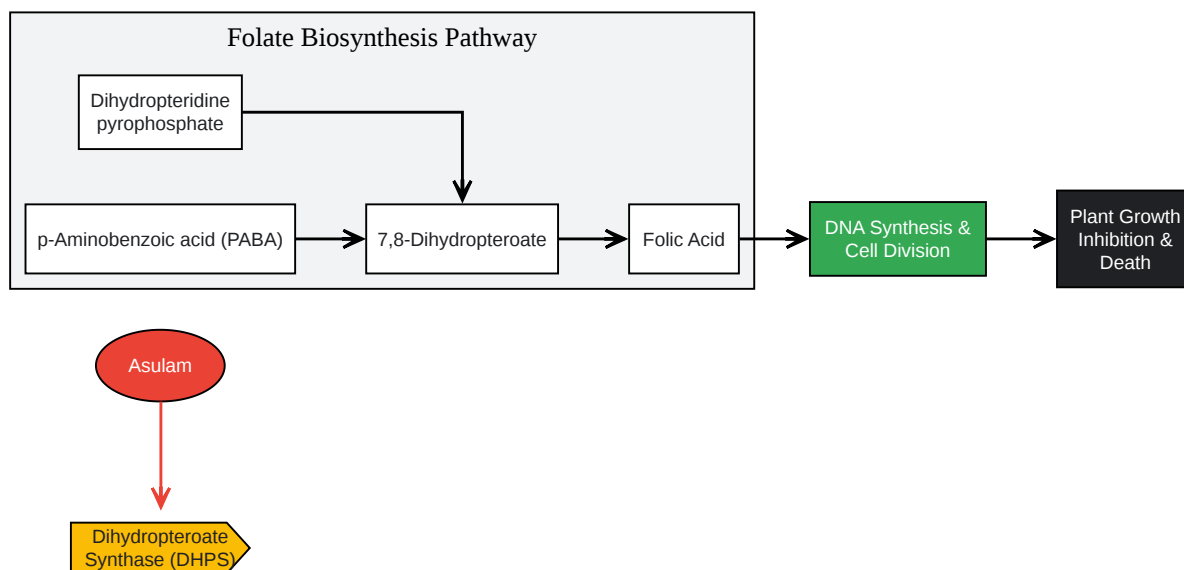 Folate Biosynthesis Pathway
Dihydropteridine
pyrophosphate
p-Aminobenzoic acid (PABA)
7,8-Dihydropteroate
Folic Acid
DNA Synthesis &
Cell Division
Plant Growth
Inhibition &
Death
Asulam
Dihydropteroate
Synthase (DHPS)